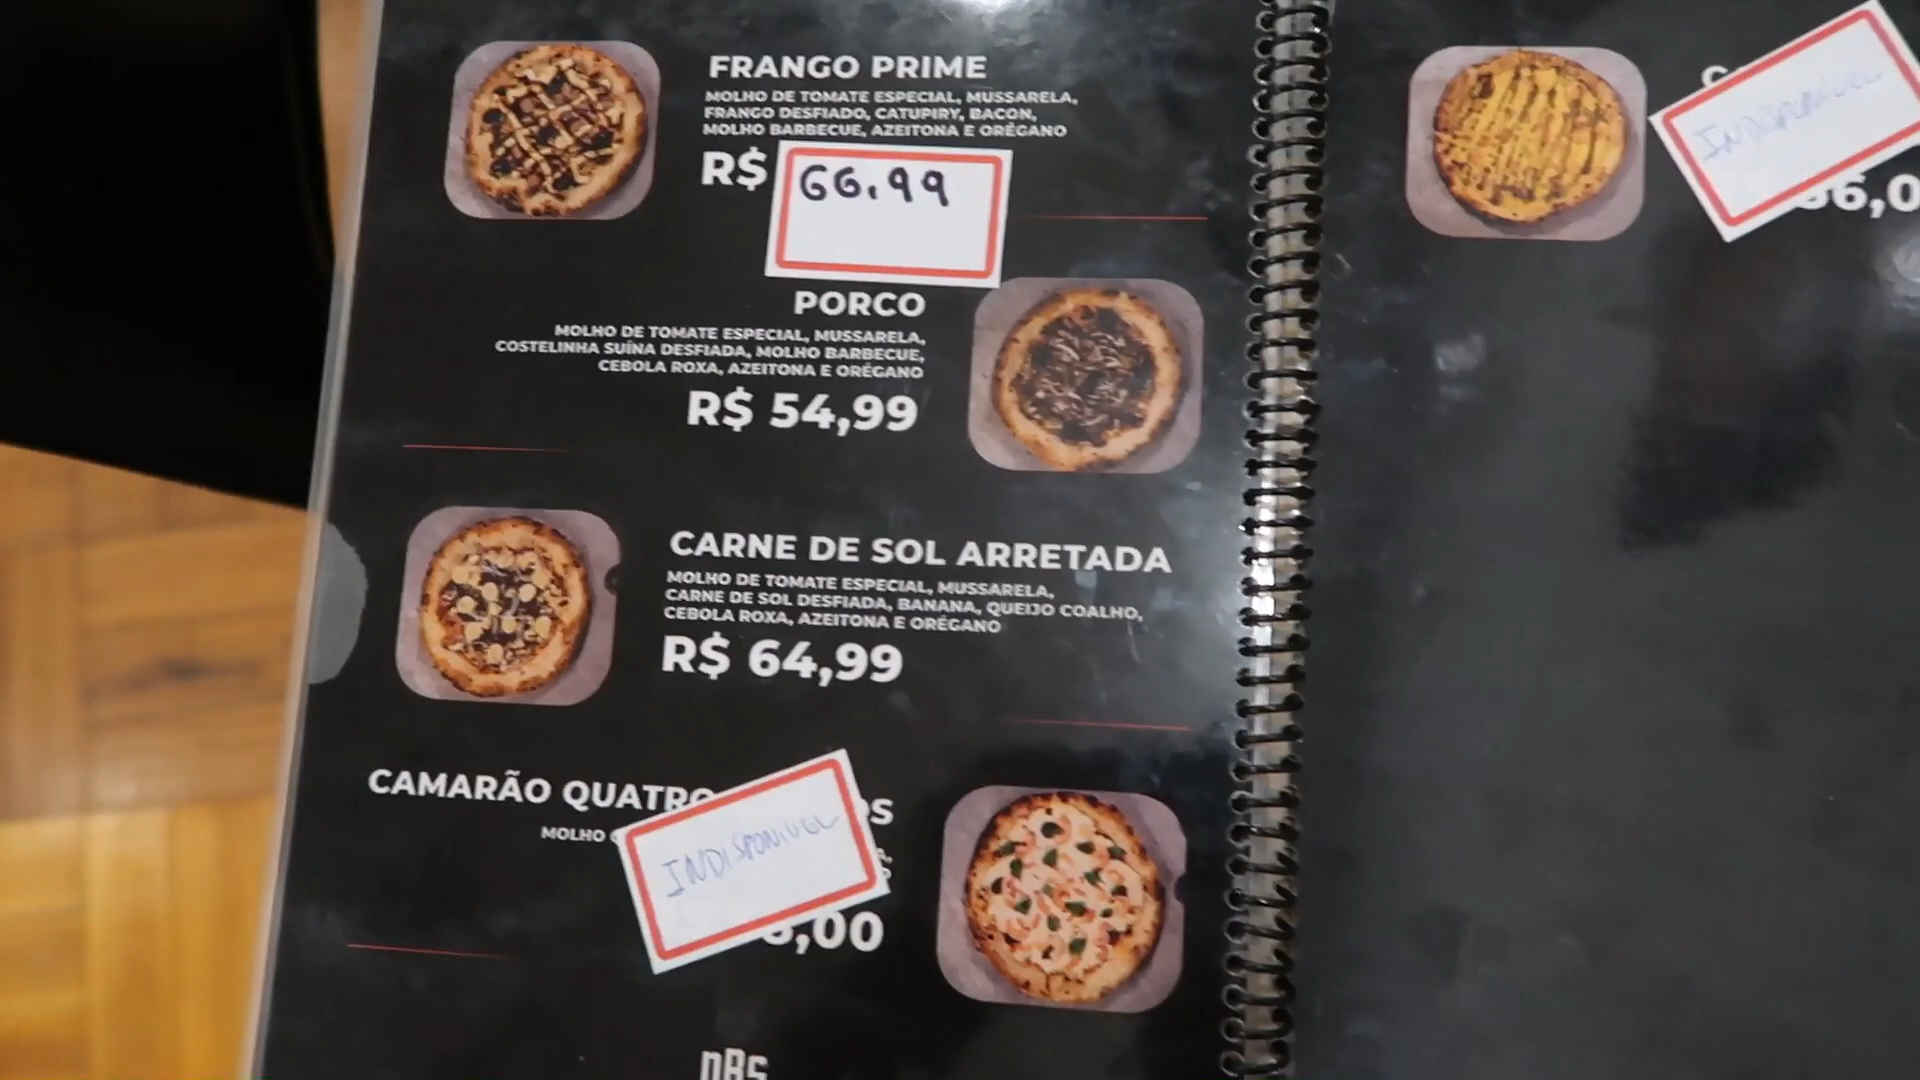 FRANGO PRIME
MOLHO DE TOMATE ESPECIAL, MUSSARELA,
FRANGO DESFIADO, CATUPIRY, BACON,
MOLHO BARBECUE, AZEITONA E ORÉGANO
R$ 66.99
PORCO
MOLHO DE TOMATE ESPECIAL, MUSSARELA,
COSTELINHA SUÍNA DESFIADA, MOLHO BARBECUE,
CEBOLA ROXA, AZEITONA E ORÉGANO
R$ 54,99
CARNE DE SOL ARRETADA
MOLHO DE TOMATE ESPECIAL, MUSSARELA,
CARNE DE SOL DESFIADA, BANANA, QUEIJO COALHO,
CEBOLA ROXA, AZEITONA E ORÉGANO
R$ 64,99
CAMARÃO QUATRO
MOLHO
INDISPONIVEL
,00
INDISPONIVEL
6,0